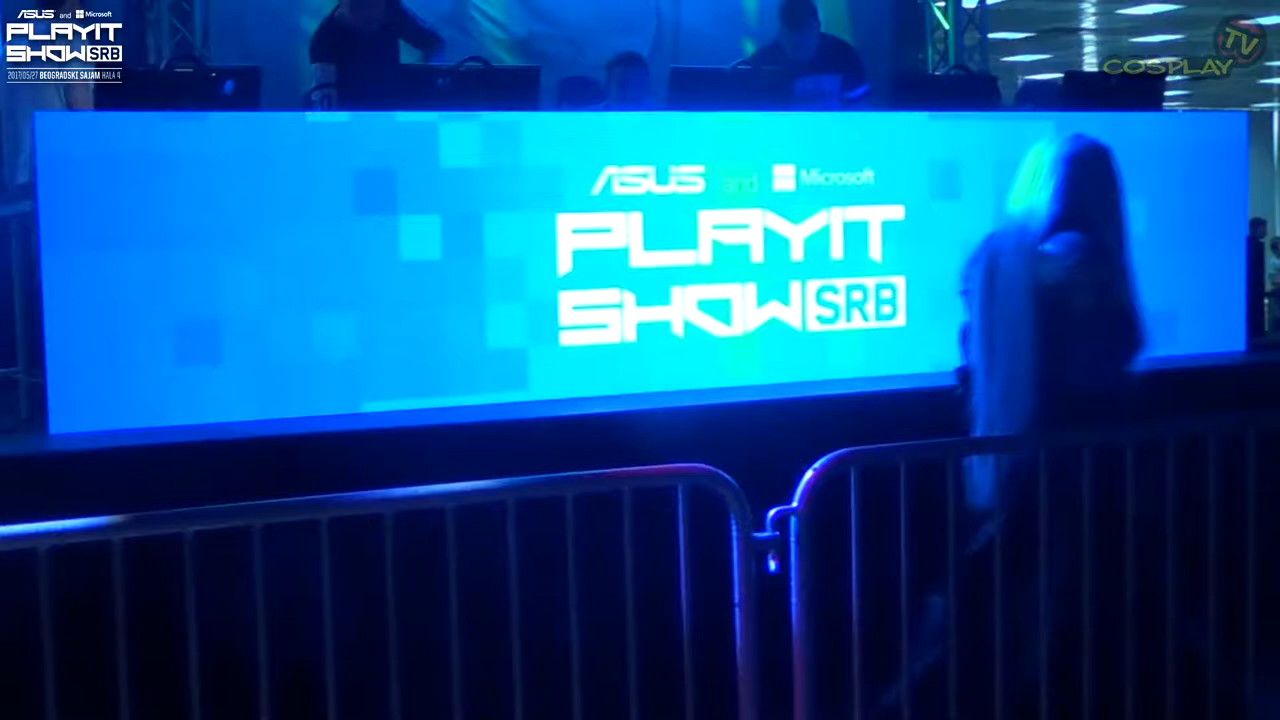 ASUS and Microsoft
PLAYIT
SHOW SRB
2017/05/27 BEOGRADSKI SAJAM HALA 4
TV
COSPLAY
ASUS and Microsoft
PLAYIT
SHOW SRB